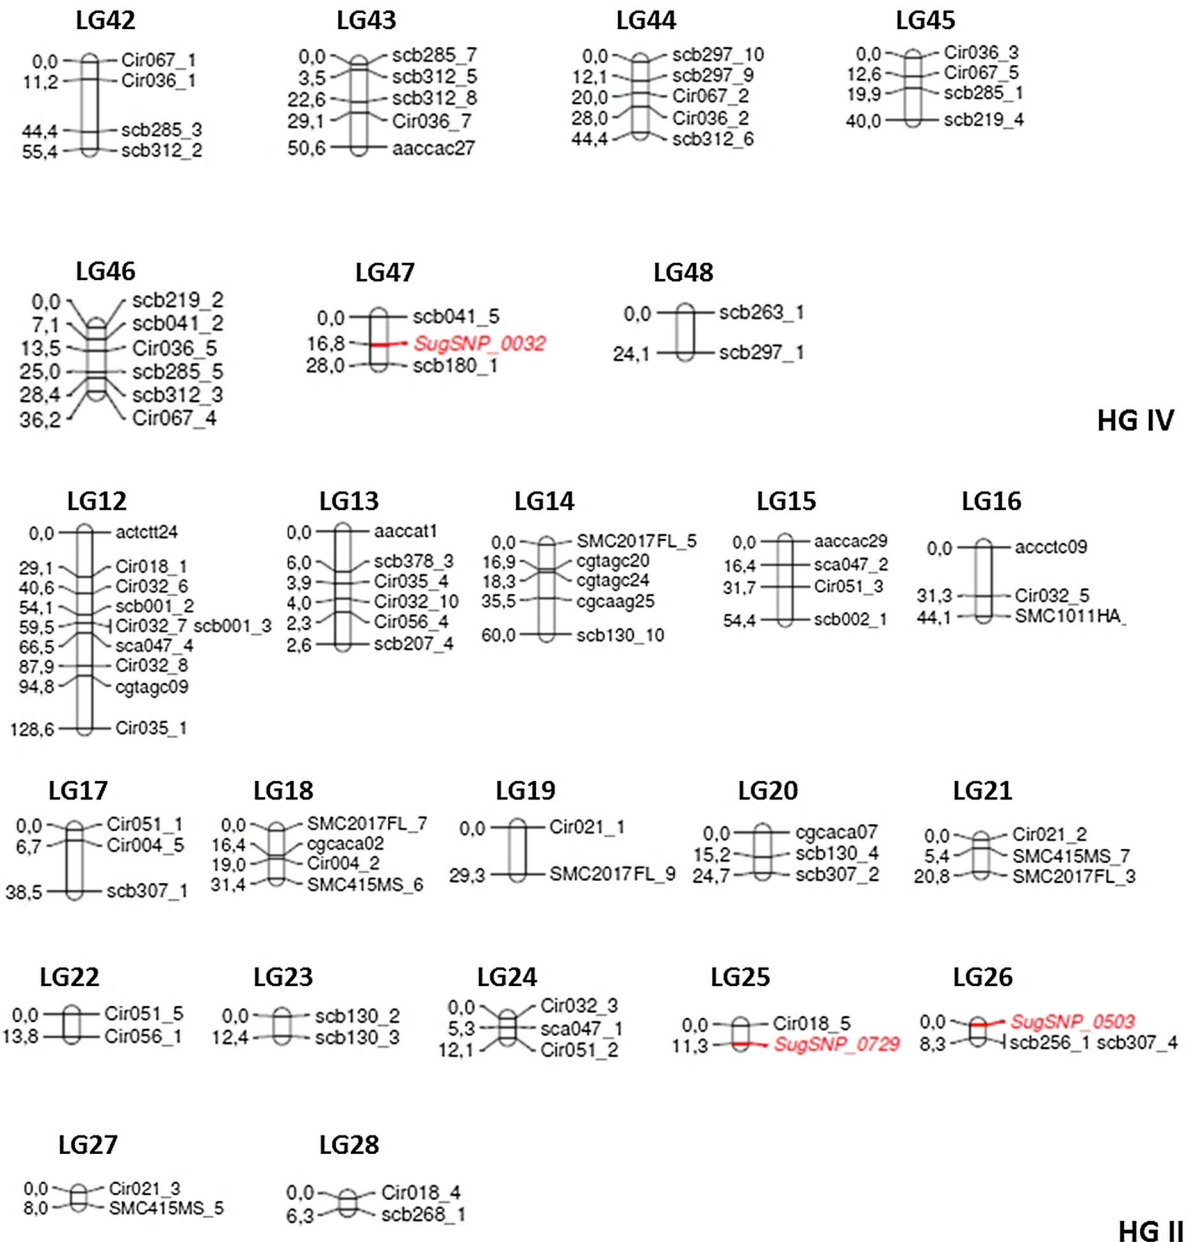 LG42 LG43 LG44 LG45
0,0 Cir067_1
11,2 Cir036_1
44,4 scb285_3
55,4 scb312_2
0,0 scb285_7
3,5 scb312_5
22,6 scb312_8
29,1 Cir036_7
50,6 aaccac27
0,0 scb297_10
12,1 scb297_9
20,0 Cir067_2
28,0 Cir036_2
44,4 scb312_6
0,0 Cir036_3
12,6 Cir067_5
19,9 scb285_1
40,0 scb219_4
LG46 LG47 LG48
0,0 scb219_2
7,1 scb041_2
13,5 Cir036_5
25,0 scb285_5
28,4 scb312_3
36,2 Cir067_4
0,0 scb041_5
16,8 SugSNP_0032
28,0 scb180_1
0,0 scb263_1
24,1 scb297_1
HG IV
LG12 LG13 LG14 LG15 LG16
0,0 actctt24
29,1 Cir018_1
40,6 Cir032_6
54,1 scb001_2
59,5 Cir032_7 scb001_3
66,5 sca047_4
87,9 Cir032_8
94,8 cgtagc09
128,6 Cir035_1
0,0 aaccat1
6,0 scb378_3
3,9 Cir035_4
4,0 Cir032_10
2,3 Cir056_4
2,6 scb207_4
0,0 SMC2017FL_5
16,9 cgtagc20
18,3 cgtagc24
35,5 cgcaag25
60,0 scb130_10
0,0 aaccac29
16,4 sca047_2
31,7 Cir051_3
54,4 scb002_1
0,0 accctc09
31,3 Cir032_5
44,1 SMC1011HA_
LG17 LG18 LG19 LG20 LG21
0,0 Cir051_1
6,7 Cir004_5
38,5 scb307_1
0,0 SMC2017FL_7
16,4 cgcaca02
19,0 Cir004_2
31,4 SMC415MS_6
0,0 Cir021_1
29,3 SMC2017FL_9
0,0 cgcaca07
15,2 scb130_4
24,7 scb307_2
0,0 Cir021_2
5,4 SMC415MS_7
20,8 SMC2017FL_3
LG22 LG23 LG24 LG25 LG26
0,0 Cir051_5
13,8 Cir056_1
0,0 scb130_2
12,4 scb130_3
0,0 Cir032_3
5,3 sca047_1
12,1 Cir051_2
0,0 Cir018_5
11,3 SugSNP_0729
0,0 SugSNP_0503
8,3 scb256_1 scb307_4
LG27 LG28
0,0 Cir021_3
8,0 SMC415MS_5
0,0 Cir018_4
6,3 scb268_1
HG II